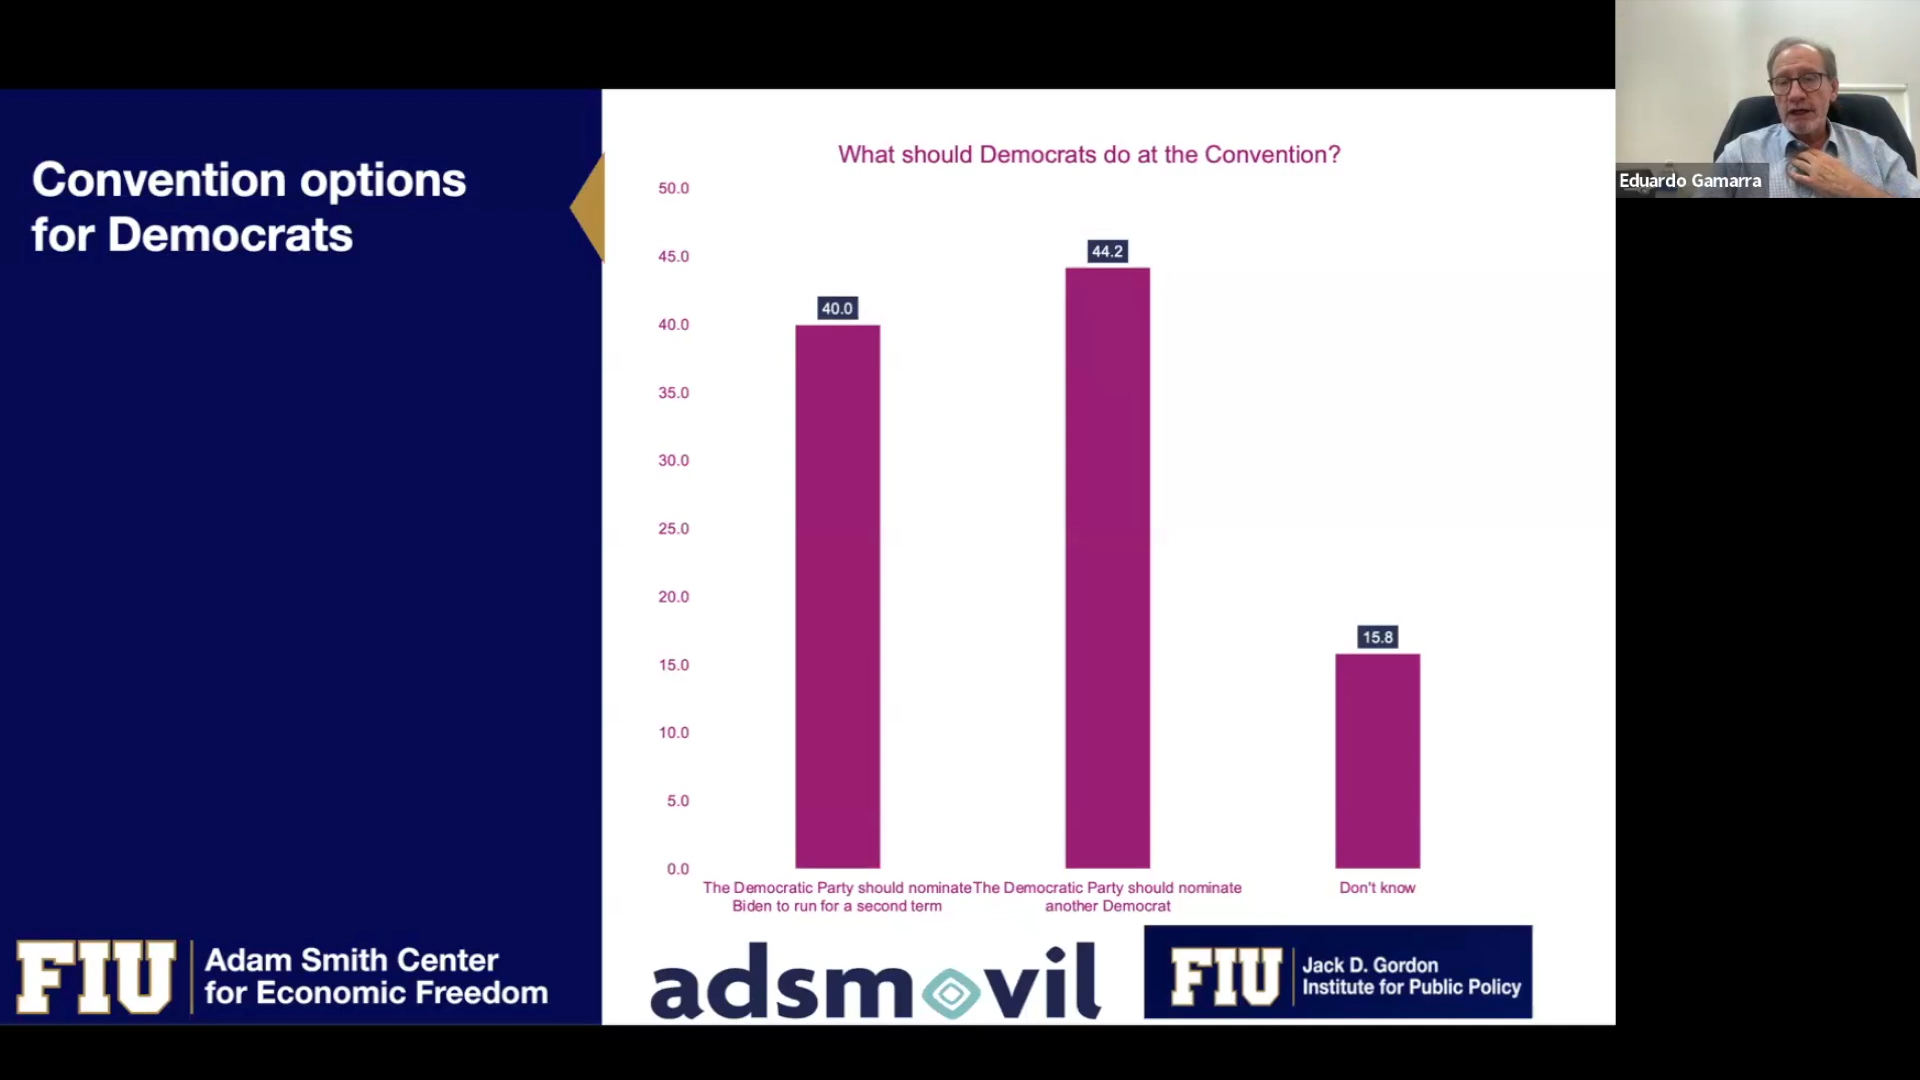 Convention options
for Democrats
What should Democrats do at the Convention?
50.0
45.0
40.0
35.0
30.0
25.0
20.0
15.0
10.0
5.0
0.0
40.0
44.2
15.8
The Democratic Party should nominate
Biden to run for a second term
The Democratic Party should nominate
another Democrat
Don't know
FIU
Adam Smith Center
for Economic Freedom
adsmovil
FIU
Jack D. Gordon
Institute for Public Policy
Eduardo Gamarra